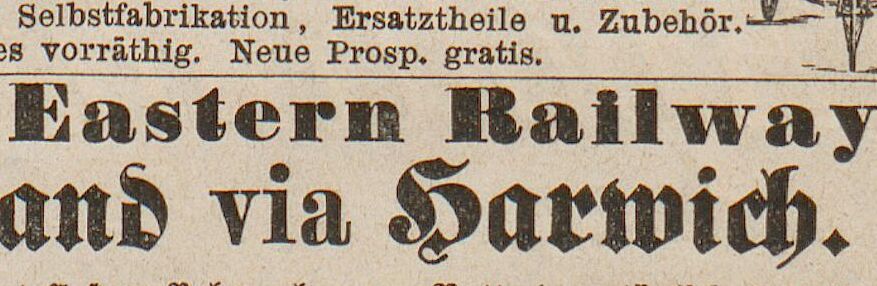 Selbstfabrikation, Ersatztheile u. Zubehör.
es vorräthig. Neue Prosp. gratis.
Eastern Railway
and via Harwich.